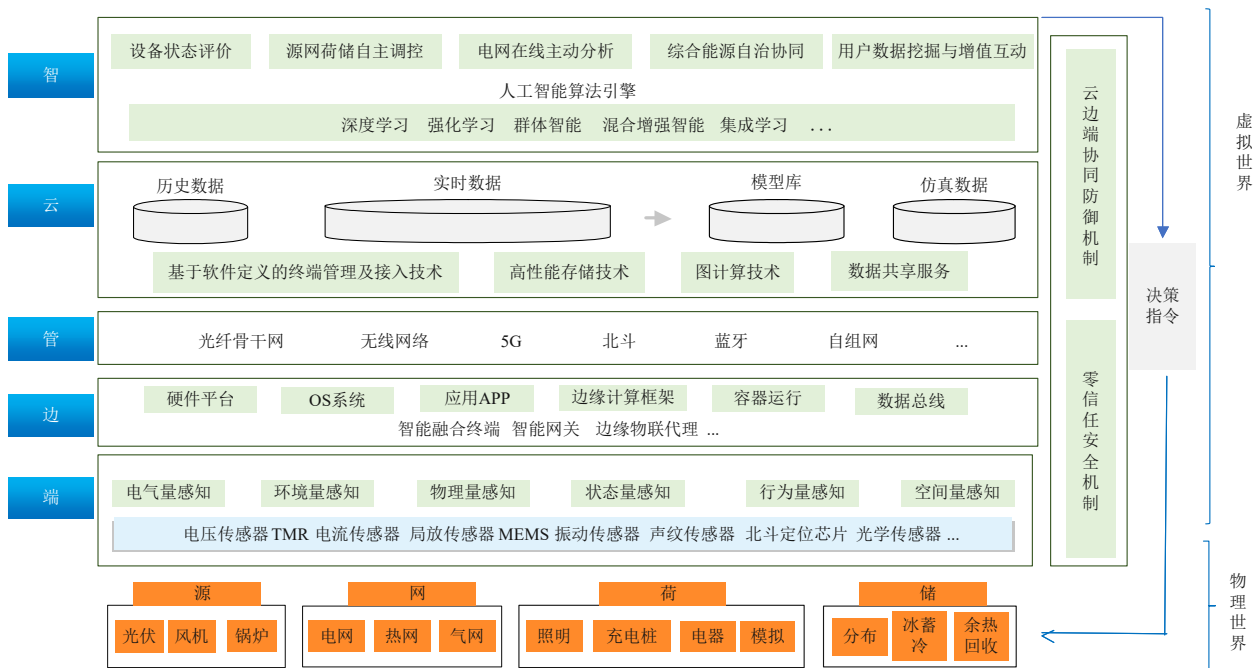 智
设备状态评价 源网荷储自主调控 电网在线主动分析 综合能源自治协同 用户数据挖掘与增值互动
人工智能算法引擎
深度学习 强化学习 群体智能 混合增强智能 集成学习 ...
云
历史数据 实时数据 模型库 仿真数据
基于软件定义的终端管理及接入技术 高性能存储技术 图计算技术 数据共享服务
管
光纤骨干网 无线网络 5G 北斗 蓝牙 自组网 ...
边
硬件平台 OS系统 应用APP 边缘计算框架 容器运行 数据总线
智能融合终端 智能网关 边缘物联代理 ...
端
电气量感知 环境量感知 物理量感知 状态量感知 行为量感知 空间量感知
电压传感器 TMR 电流传感器 局放传感器 MEMS 振动传感器 声纹传感器 北斗定位芯片 光学传感器 ...
云边端协同防御机制
零信任安全机制
决策
指令
虚拟世界
物理世界
源 网 荷 储
光伏 风机 锅炉 电网 热网 气网 照明 充电桩 电器 模拟 分布
冰蓄
冷
余热
回收